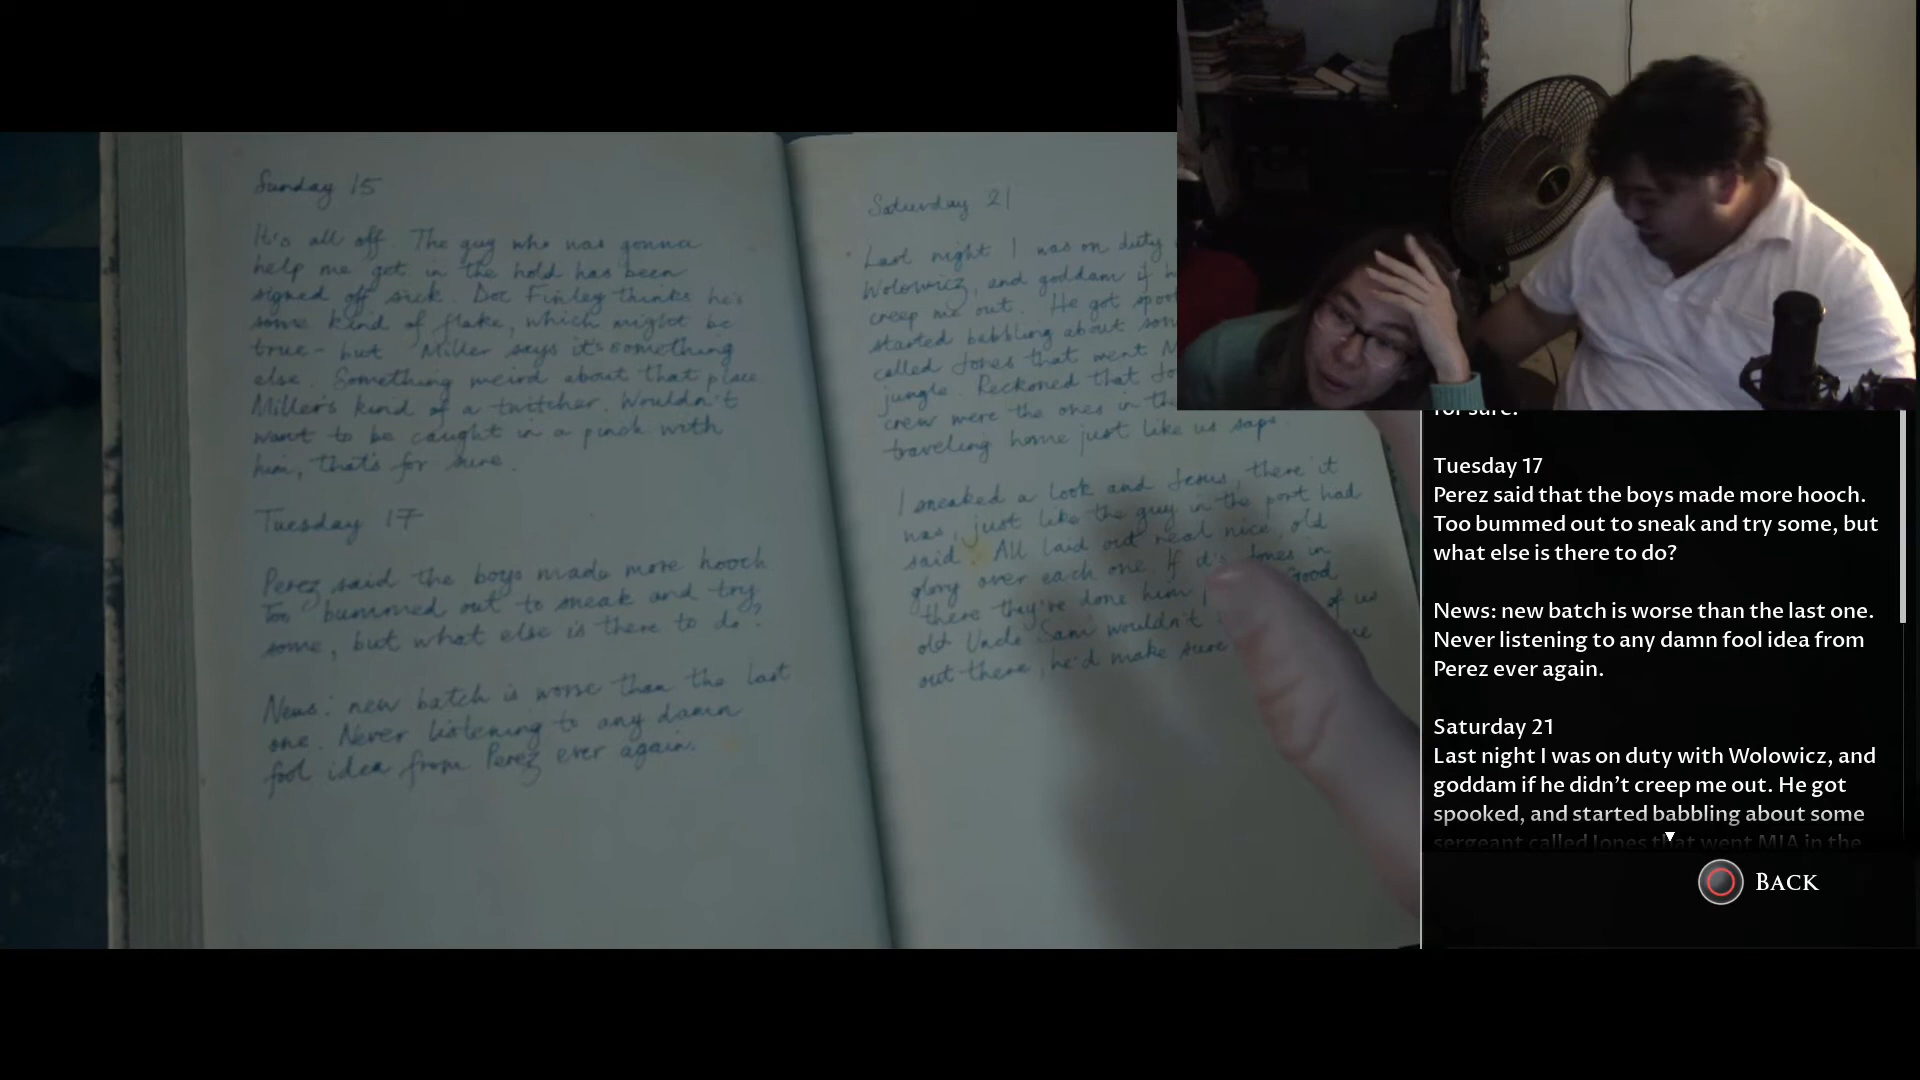 Sunday 15
It's all off. The guy who was gonna
help me get in the hold has been
signed off sick. Doc Finley thinks he's
some kind of flake, which might be
true - but Miller says it's something
else. Something weird about that place
Miller's kind of a twitcher. Wouldn't
want to be caught in a pinch with
him, that's for sure.
Tuesday 17
Perez said the boys made more hooch
Too bummed out to sneak and try
some, but what else is there to do?
News: new batch is worse than the last
one. Never listening to any damn
fool idea from Perez ever again.
Saturday 21
Last night I was on duty
Wolowicz, and goddam if
creep me out. He got
started babbling about
called Jones that went
jungle. Reckoned that
crew were the ones in
traveling home just like us saps.
I sneaked a look and Jesus, there it
was, just like the guy in the port had
said. All laid out real nice, old
glory over each one. If it's Jones in
there they're done him Good
old Uncle Sam wouldn't of us
out there, he'd make sure
for sure.
Tuesday 17
Perez said that the boys made more hooch.
Too bummed out to sneak and try some, but
what else is there to do?
News: new batch is worse than the last one.
Never listening to any damn fool idea from
Perez ever again.
Saturday 21
Last night I was on duty with Wolowicz, and
goddam if he didn't creep me out. He got
spooked, and started babbling about some
sergeant called Jones that went MIA in the
BACK